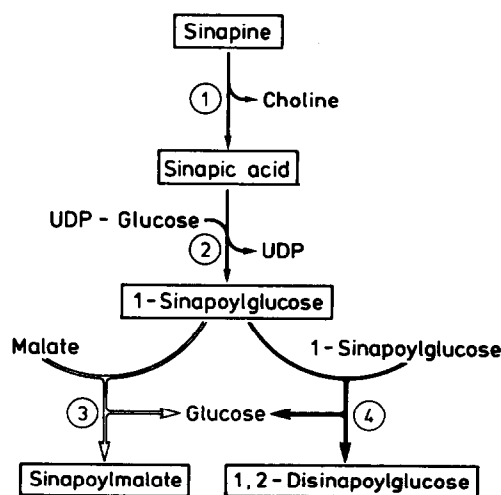 Sinapine
1
Choline
Sinapic acid
UDP - Glucose
2
UDP
1 - Sinapoylglucose
Malate
1 - Sinapoylglucose
3
Glucose
4
Sinapoylmalate
1, 2 - Disinapoylglucose